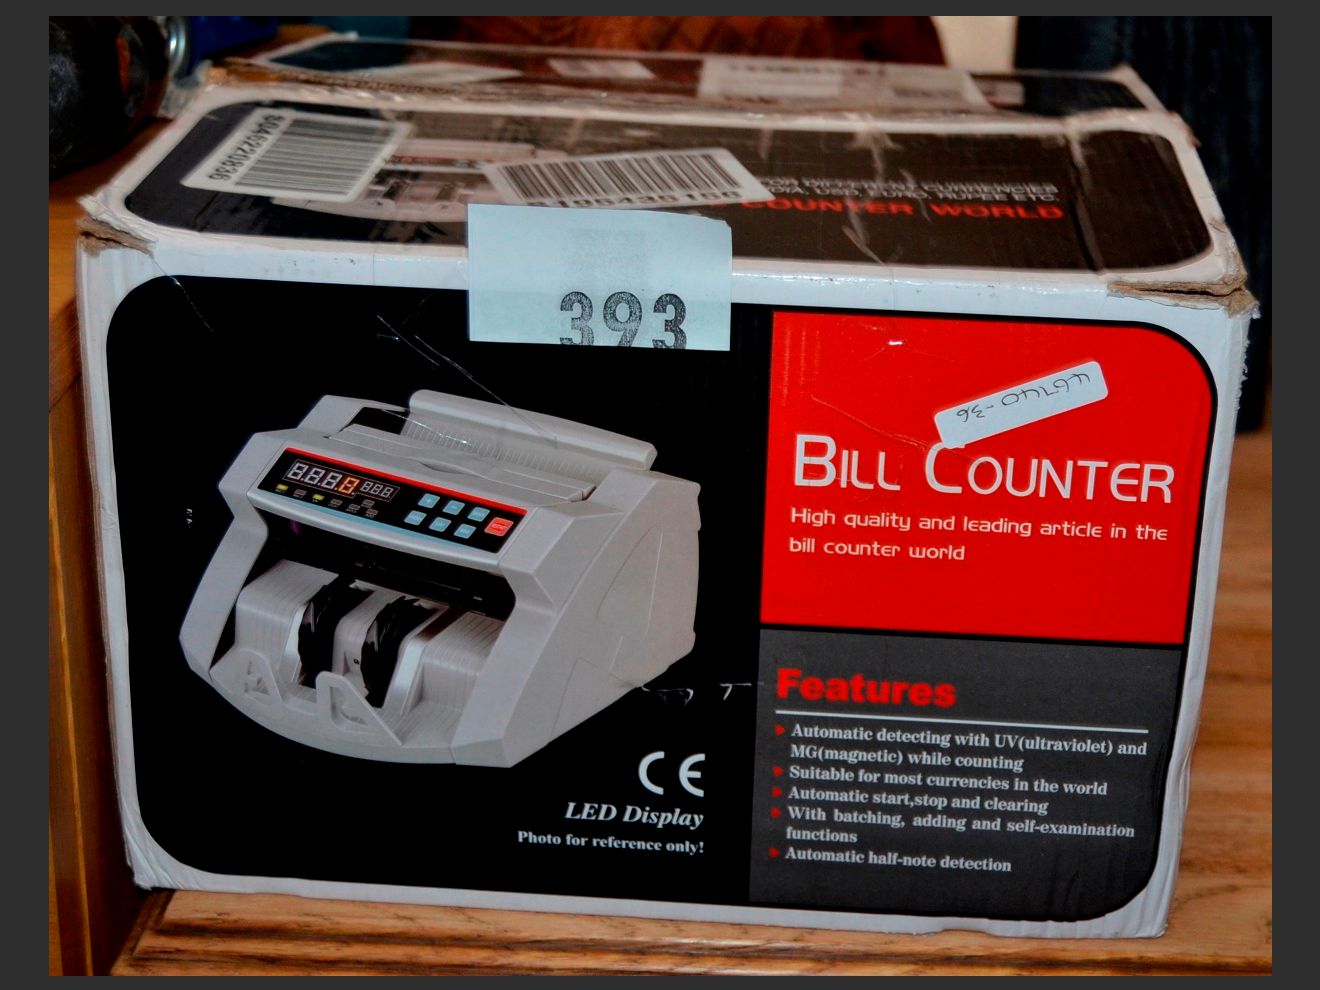 80462220836
COUNTER WORLD
393
46740-36
BILL COUNTER
High quality and leading article in the
bill counter world
Features
Automatic detecting with UV(ultraviolet) and
MG(magnetic) while counting
Suitable for most currencies in the world
Automatic start,stop and clearing
With batching, adding and self-examination
functions
Automatic half-note detection
CE
LED Display
Photo for reference only!